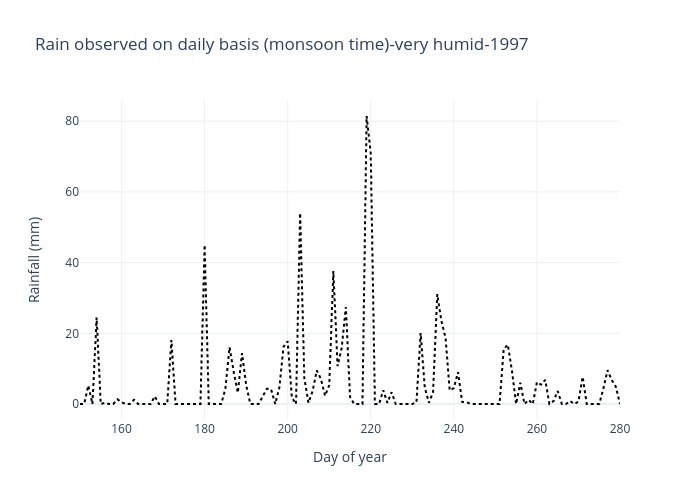 Rain observed on daily basis (monsoon time)-very humid-1997
80
60
40
20
0
Rainfall (mm)
160 180 200 220 240 260 280
Day of year